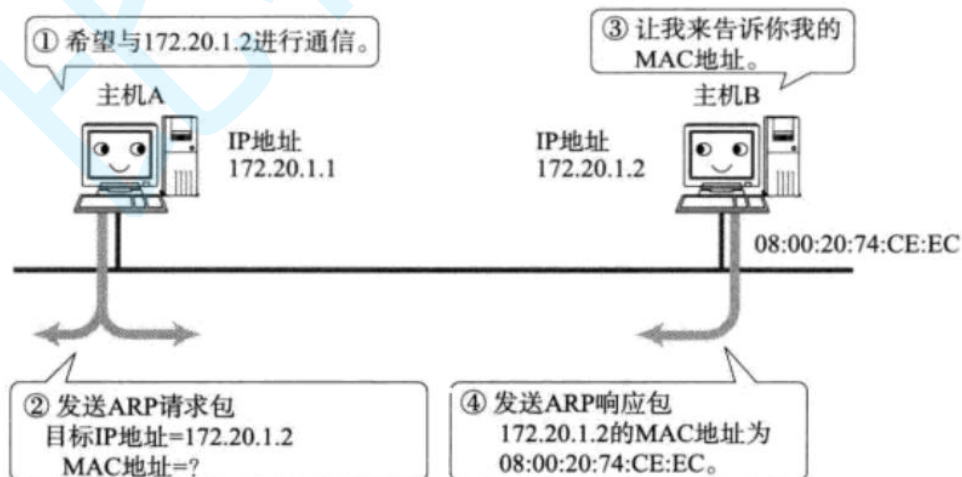 ① 希望与172.20.1.2进行通信。
③ 让我来告诉你我的
MAC地址。
主机A
主机B
IP地址
172.20.1.1
IP地址
172.20.1.2
08:00:20:74:CE:EC
② 发送ARP请求包
目标IP地址=172.20.1.2
MAC地址=?
④ 发送ARP响应包
172.20.1.2的MAC地址为
08:00:20:74:CE:EC。